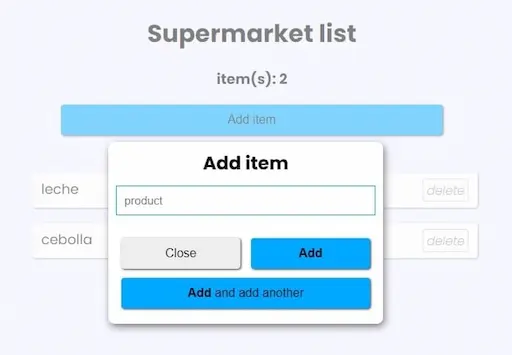 Supermarket list
item(s): 2
Add item
Add item
product
leche delete
Close Add
cebolla delete
Add and add another